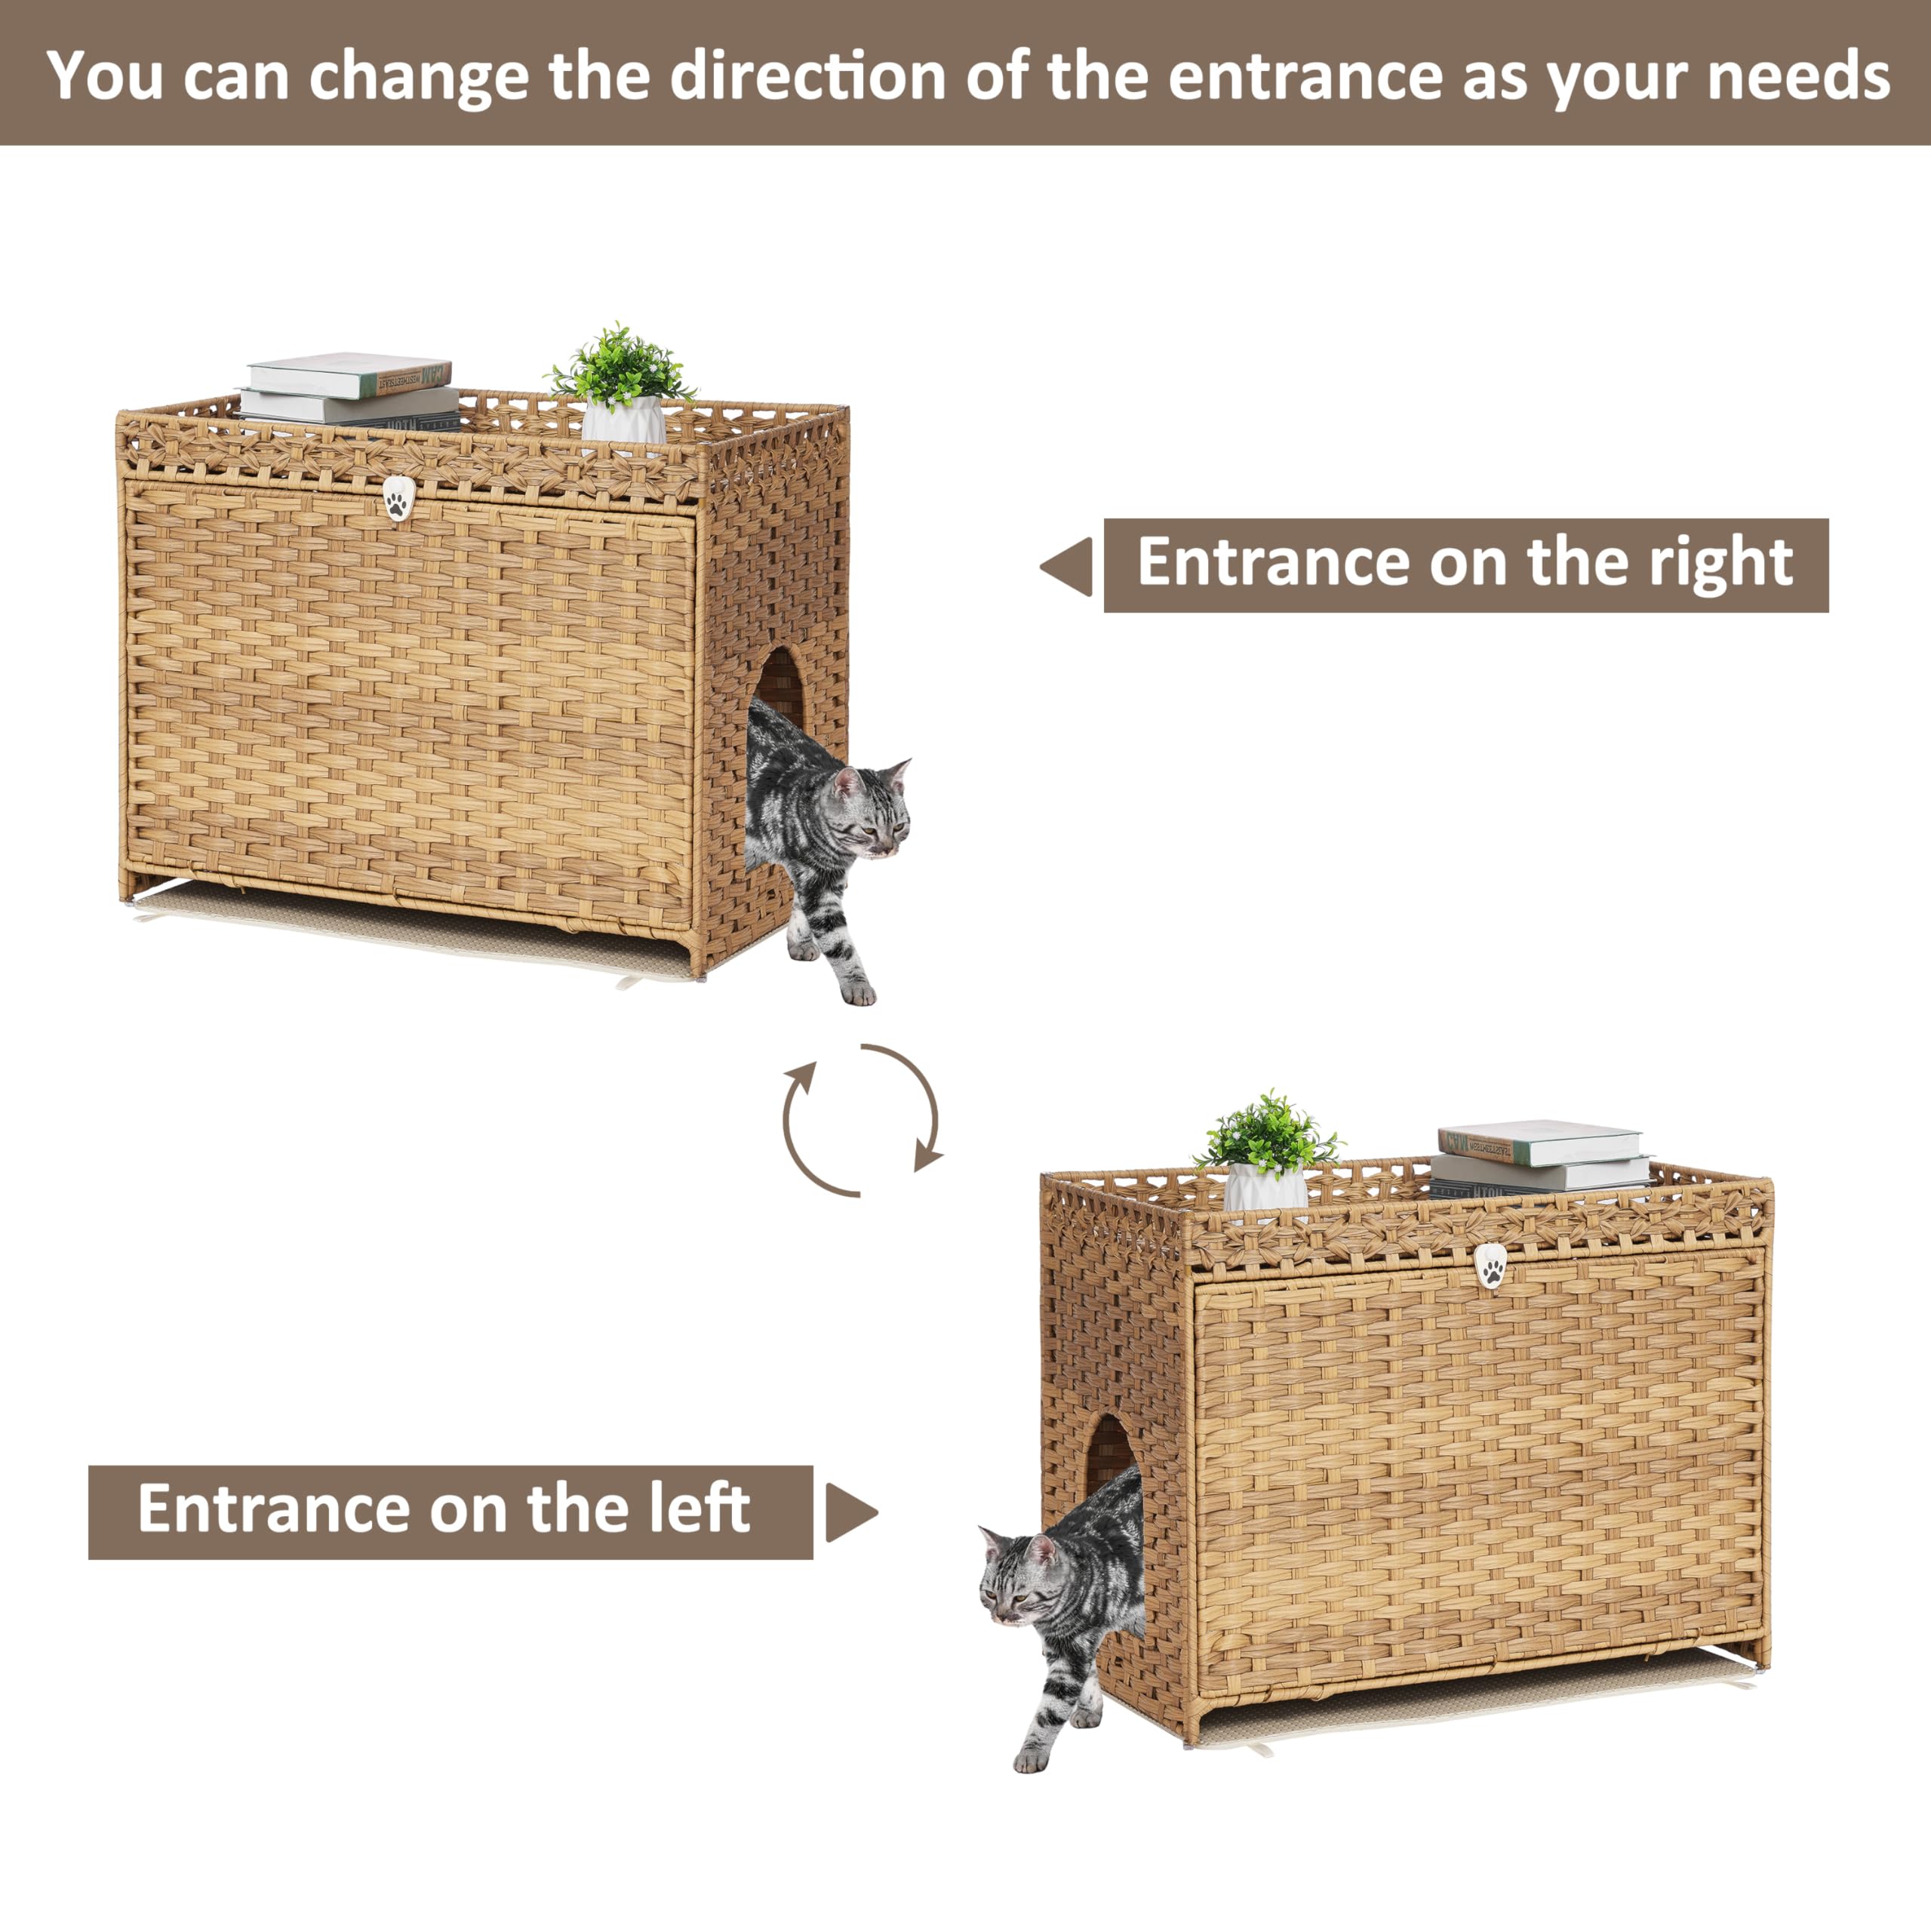 You can change the direction of the entrance as your needs
Entrance on the right
Entrance on the left